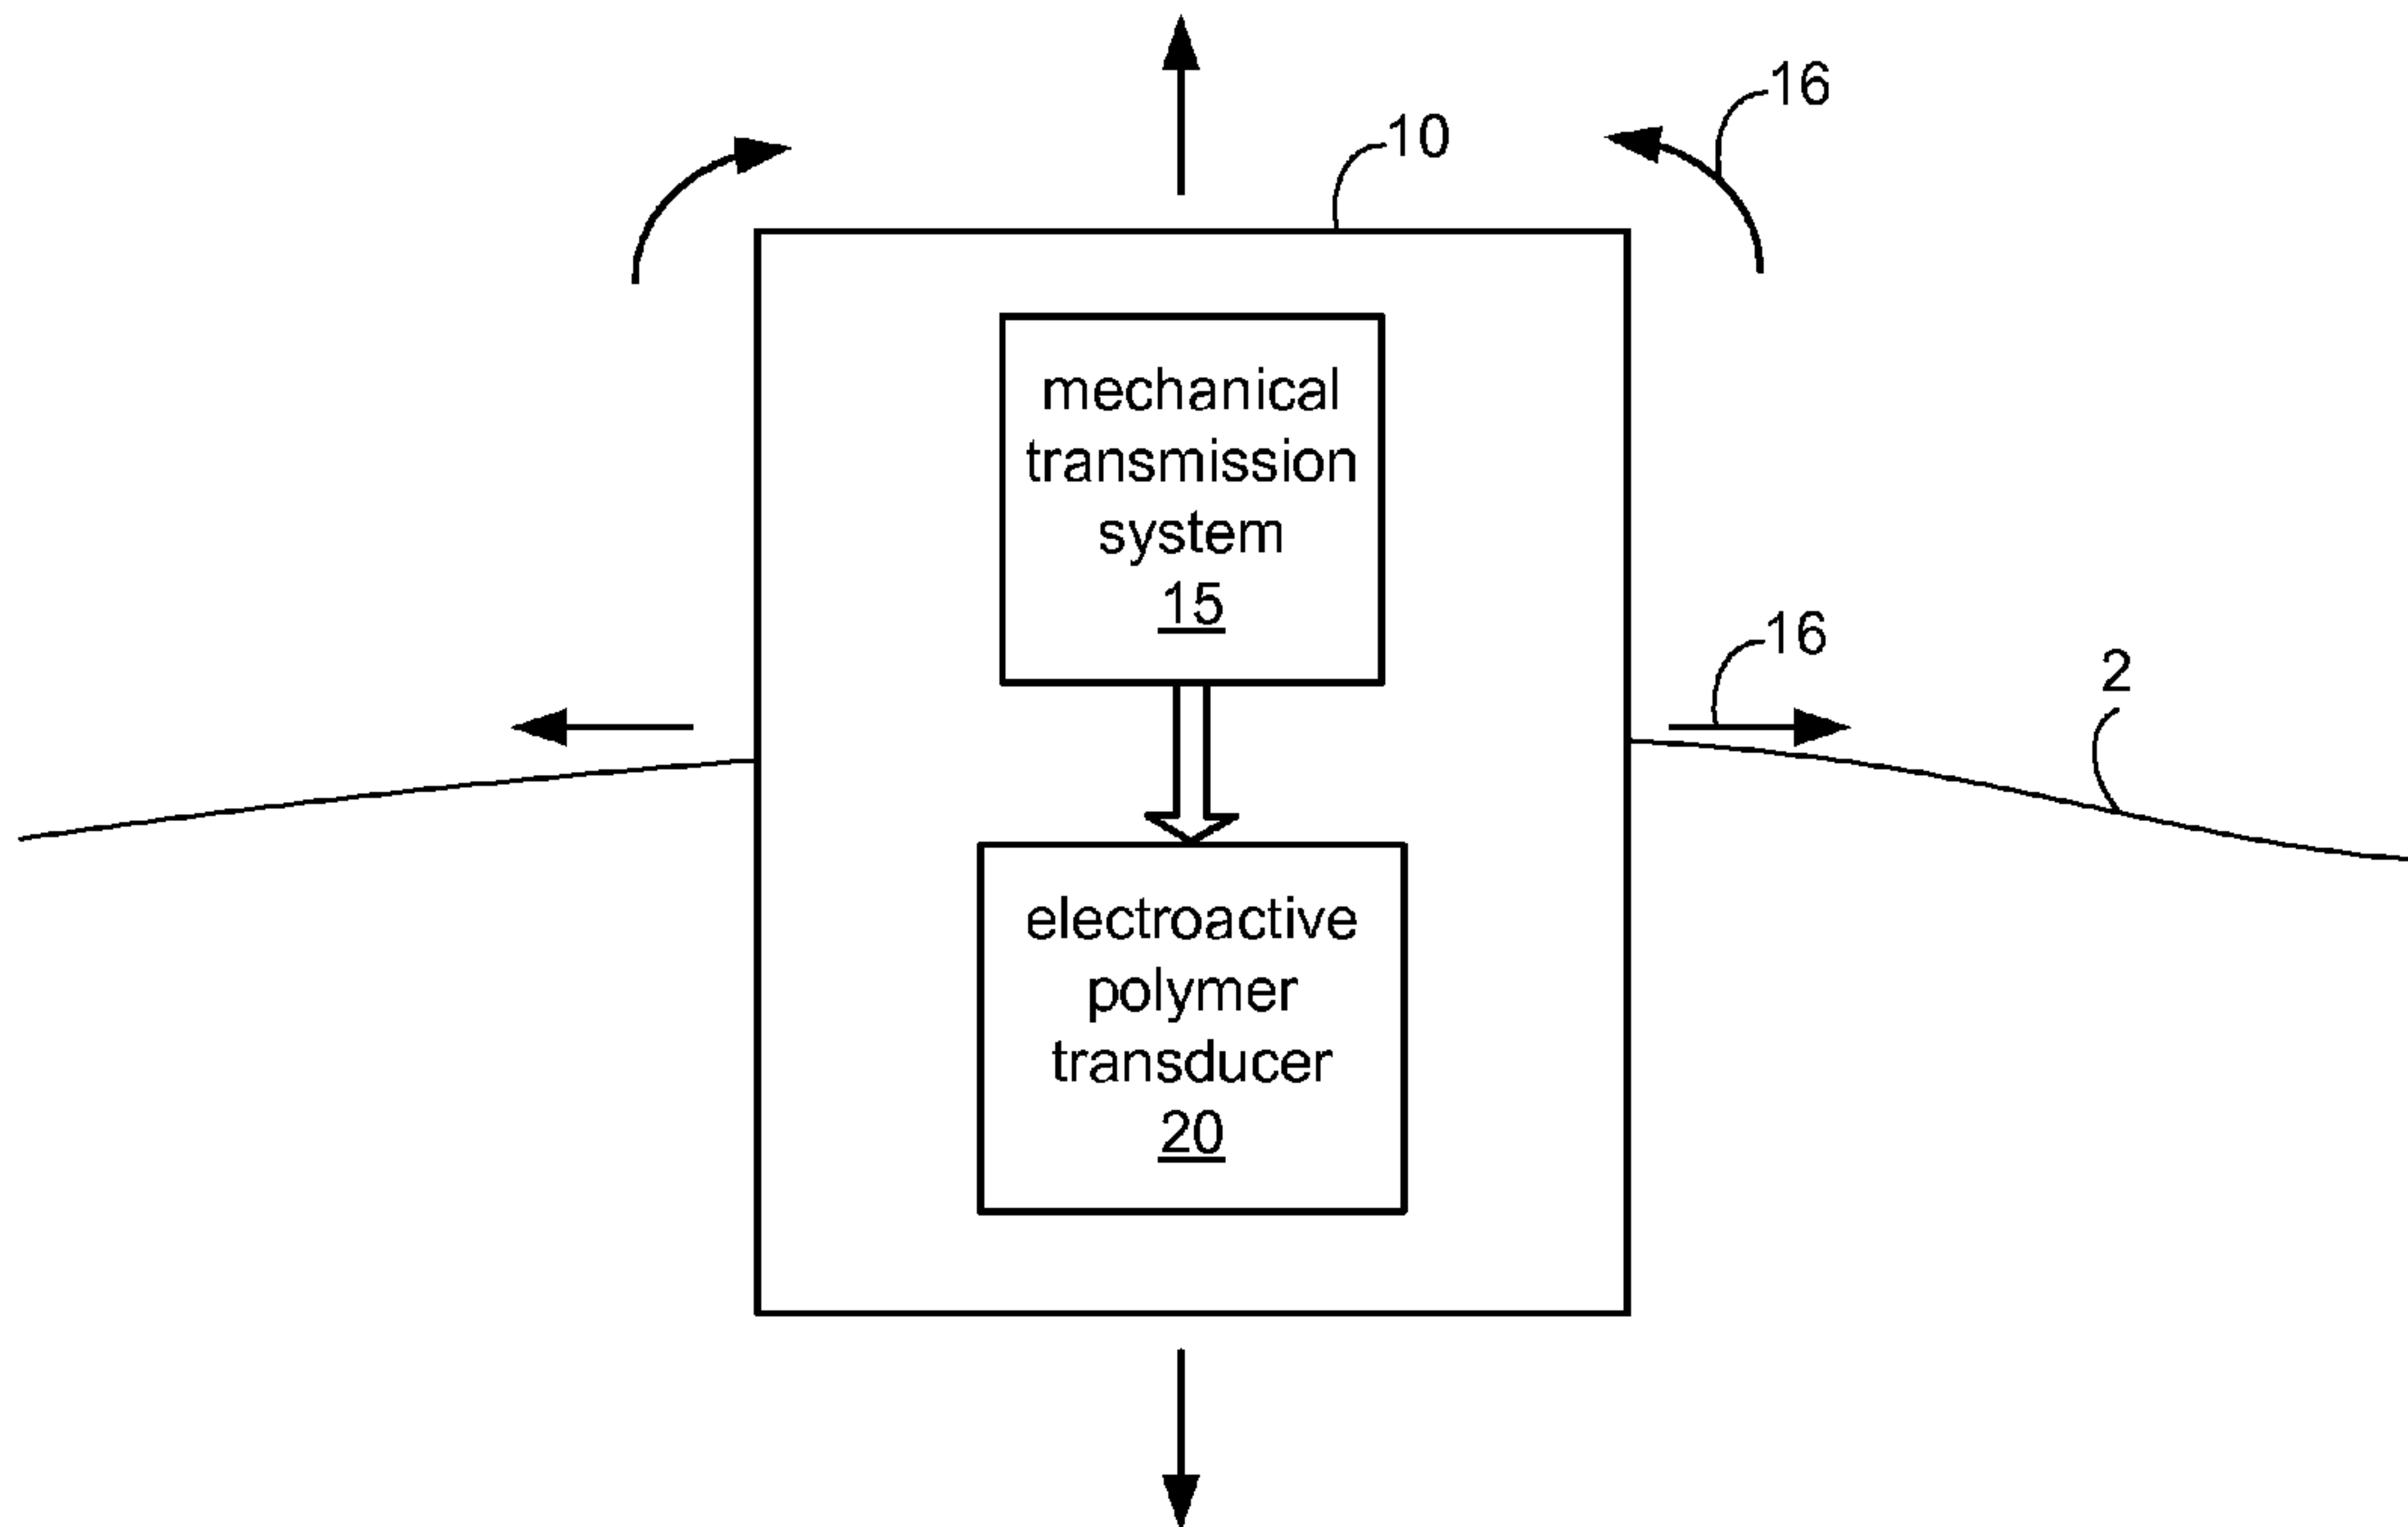 16
10
mechanical
transmission
system
15
16
2
electroactive
polymer
transducer
20